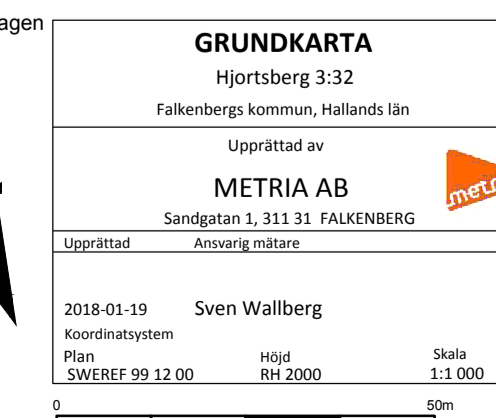 agen
GRUNDKARTA
Hjortsberg 3:32
Falkenbergs kommun, Hallands län
Upprättad av
METRIA AB
Sandgatan 1, 311 31 FALKENBERG
Upprättad Ansvarig mätare
2018-01-19 Sven Wallberg
Koordinatsystem
Plan Höjd Skala
SWEREF 99 12 00 RH 2000 1:1 000
0 50m